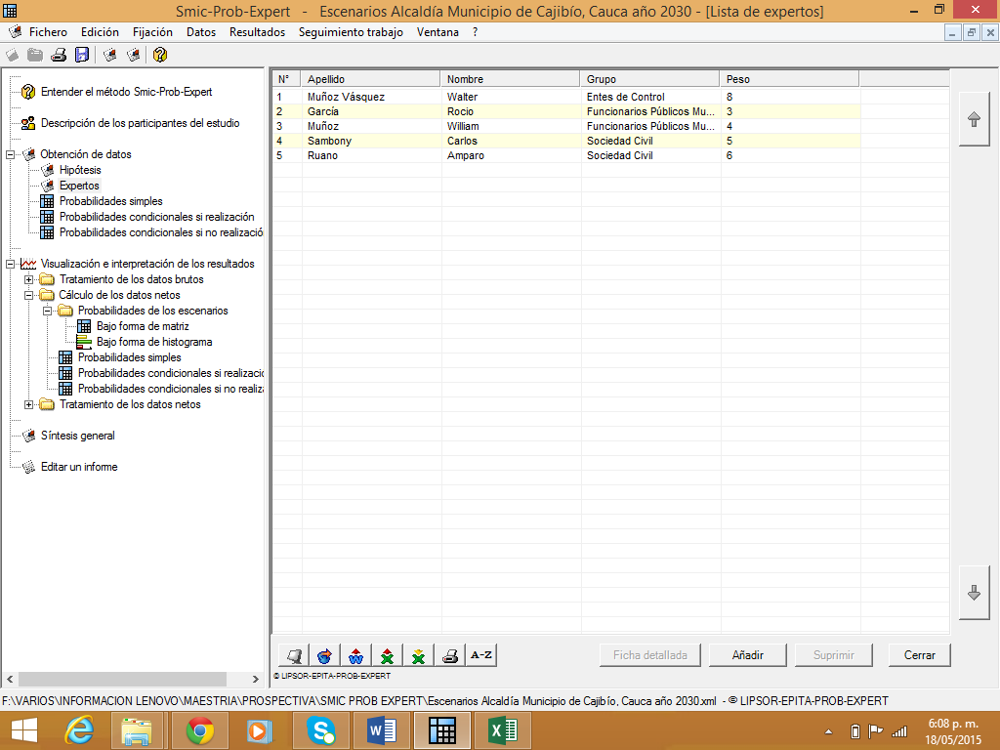 Smic-Prob-Expert - Escenarios Alcaldía Municipio de Cajibío, Cauca año 2030 - [Lista de expertos]
Fichero Edición Fijación Datos Resultados Seguimiento trabajo Ventana ?
Entender el método Smic-Prob-Expert
Descripción de los participantes del estudio
Obtención de datos
Hipótesis
Expertos
Probabilidades simples
Probabilidades condicionales si realización
Probabilidades condicionales si no realizació
Visualización e interpretación de los resultados
Tratamiento de los datos brutos
Cálculo de los datos netos
Probabilidades de los escenarios
Bajo forma de matriz
Bajo forma de histograma
Probabilidades simples
Probabilidades condicionales si realizació
Probabilidades condicionales si no realiza
Tratamiento de los datos netos
Síntesis general
Editar un informe
N° Apellido Nombre Grupo Peso
1 Muñoz Vásquez Walter Entes de Control 8
2 García Rocio Funcionarios Públicos Mu... 3
3 Muñoz William Funcionarios Públicos Mu... 4
4 Sambony Carlos Sociedad Civil 5
5 Ruano Amparo Sociedad Civil 6
A-Z Ficha detallada Añadir Suprimir Cerrar
© LIPSOR-EPITA-PROB-EXPERT
F:\VARIOS\INFORMACION LENOVO\MAESTRIA\PROSPECTIVA\SMIC PROB EXPERT\Escenarios Alcaldía Municipio de Cajibío, Cauca año 2030.xml - © LIPSOR-EPITA-PROB-EXPERT
6:08 p. m.
18/05/2015